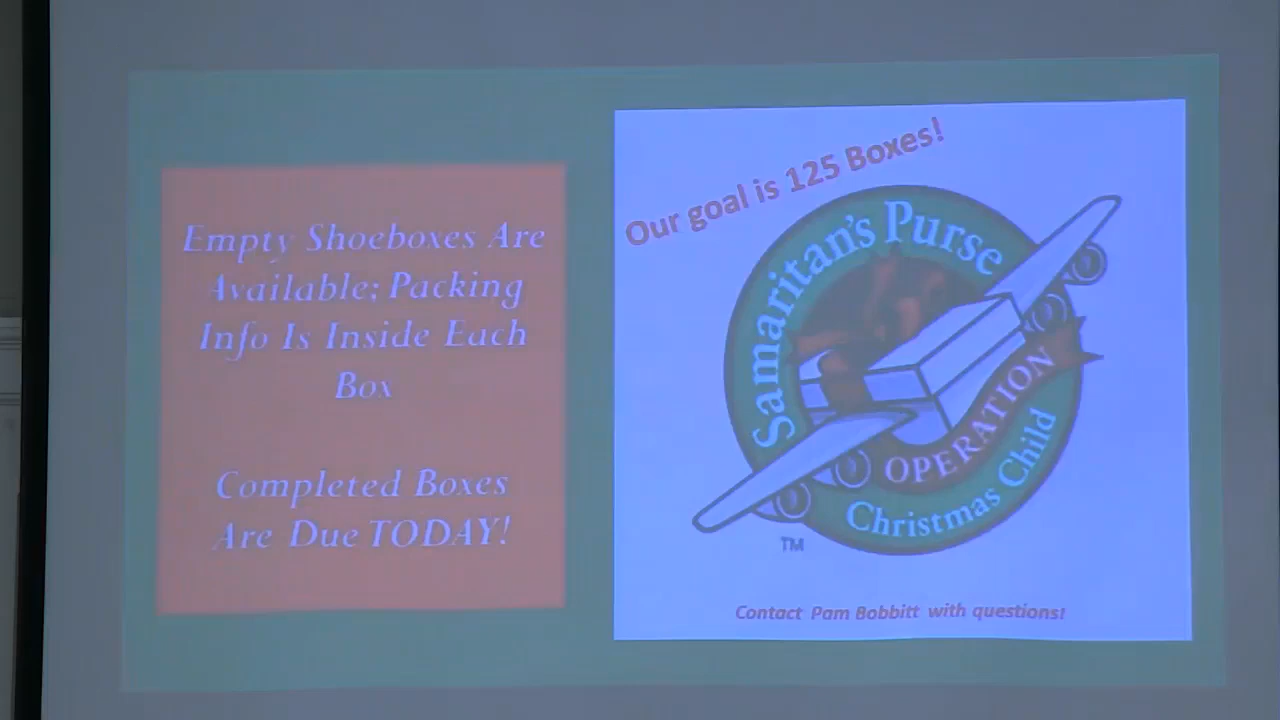 Empty Shoeboxes Are
Available; Packing
Info Is Inside Each
Box
Completed Boxes
Are Due TODAY!
Our goal is 125 Boxes!
Samaritan's Purse
OPERATION
Christmas Child
TM
Contact Pam Bobbitt with questions!